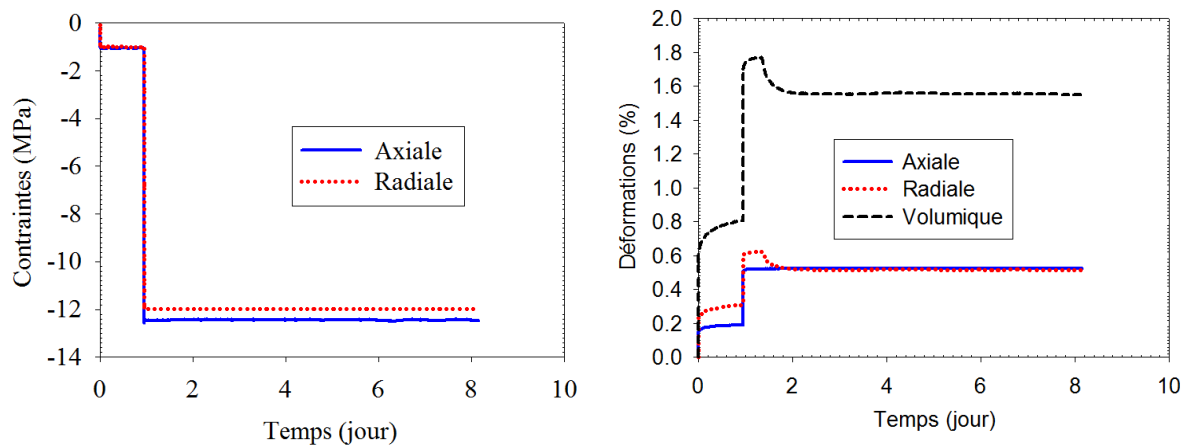 Contraintes (MPa)
0
-2
-4
-6
-8
-10
-12
-14
Axiale
Radiale
0 2 4 6 8 10
Temps (jour)
Déformations (%)
2.0
1.8
1.6
1.4
1.2
1.0
0.8
0.6
0.4
0.2
0.0
Axiale
Radiale
Volumique
0 2 4 6 8 10
Temps (jour)